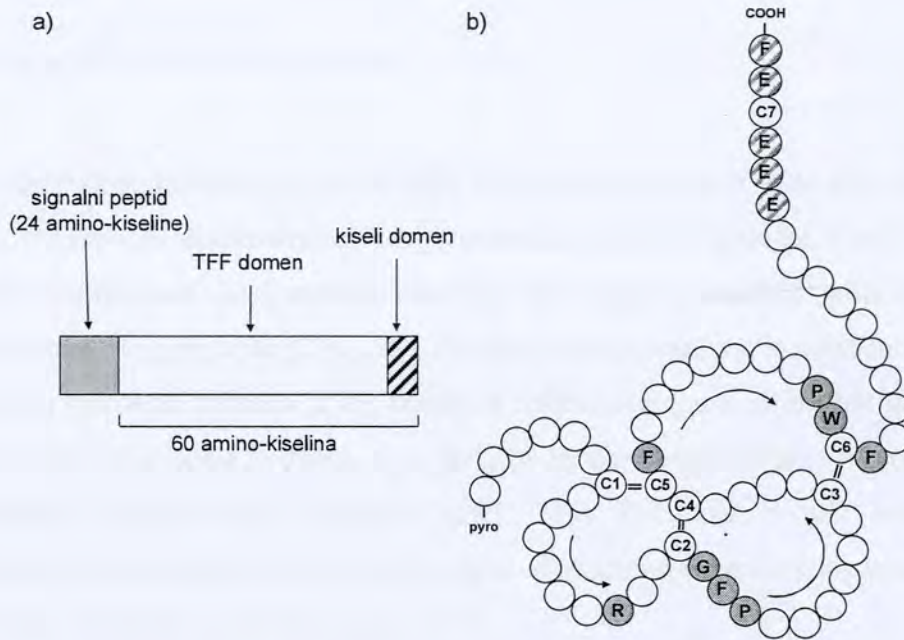 a)
signalni peptid
(24 amino-kiseline)
TFF domen
kiseli domen
60 amino-kiselina
b)
COOH
F
E
C7
E
E
E
P
W
C6
F
F
C1
C5
C4
C3
C2
G
F
P
R
pyro